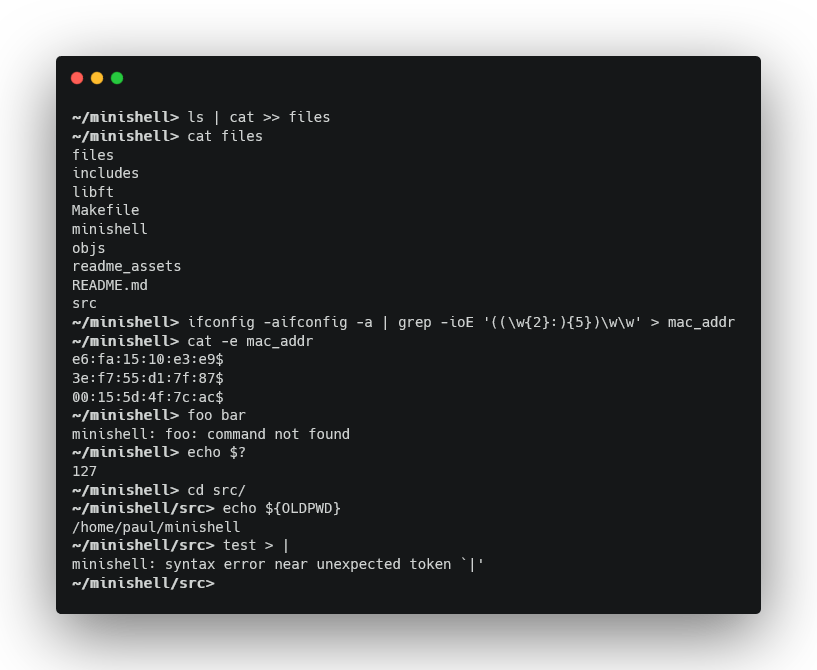 ~/minishell> ls | cat >> files
~/minishell> cat files
files
includes
libft
Makefile
minishell
objs
readme_assets
README.md
src
~/minishell> ifconfig -aifconfig -a | grep -ioE '((\w{2}:){5})\w\w' > mac_addr
~/minishell> cat -e mac_addr
e6:fa:15:10:e3:e9$
3e:f7:55:d1:7f:87$
00:15:5d:4f:7c:ac$
~/minishell> foo bar
minishell: foo: command not found
~/minishell> echo $?
127
~/minishell> cd src/
~/minishell/src> echo ${OLDPWD}
/home/paul/minishell
~/minishell/src> test > |
minishell: syntax error near unexpected token `|'
~/minishell/src>